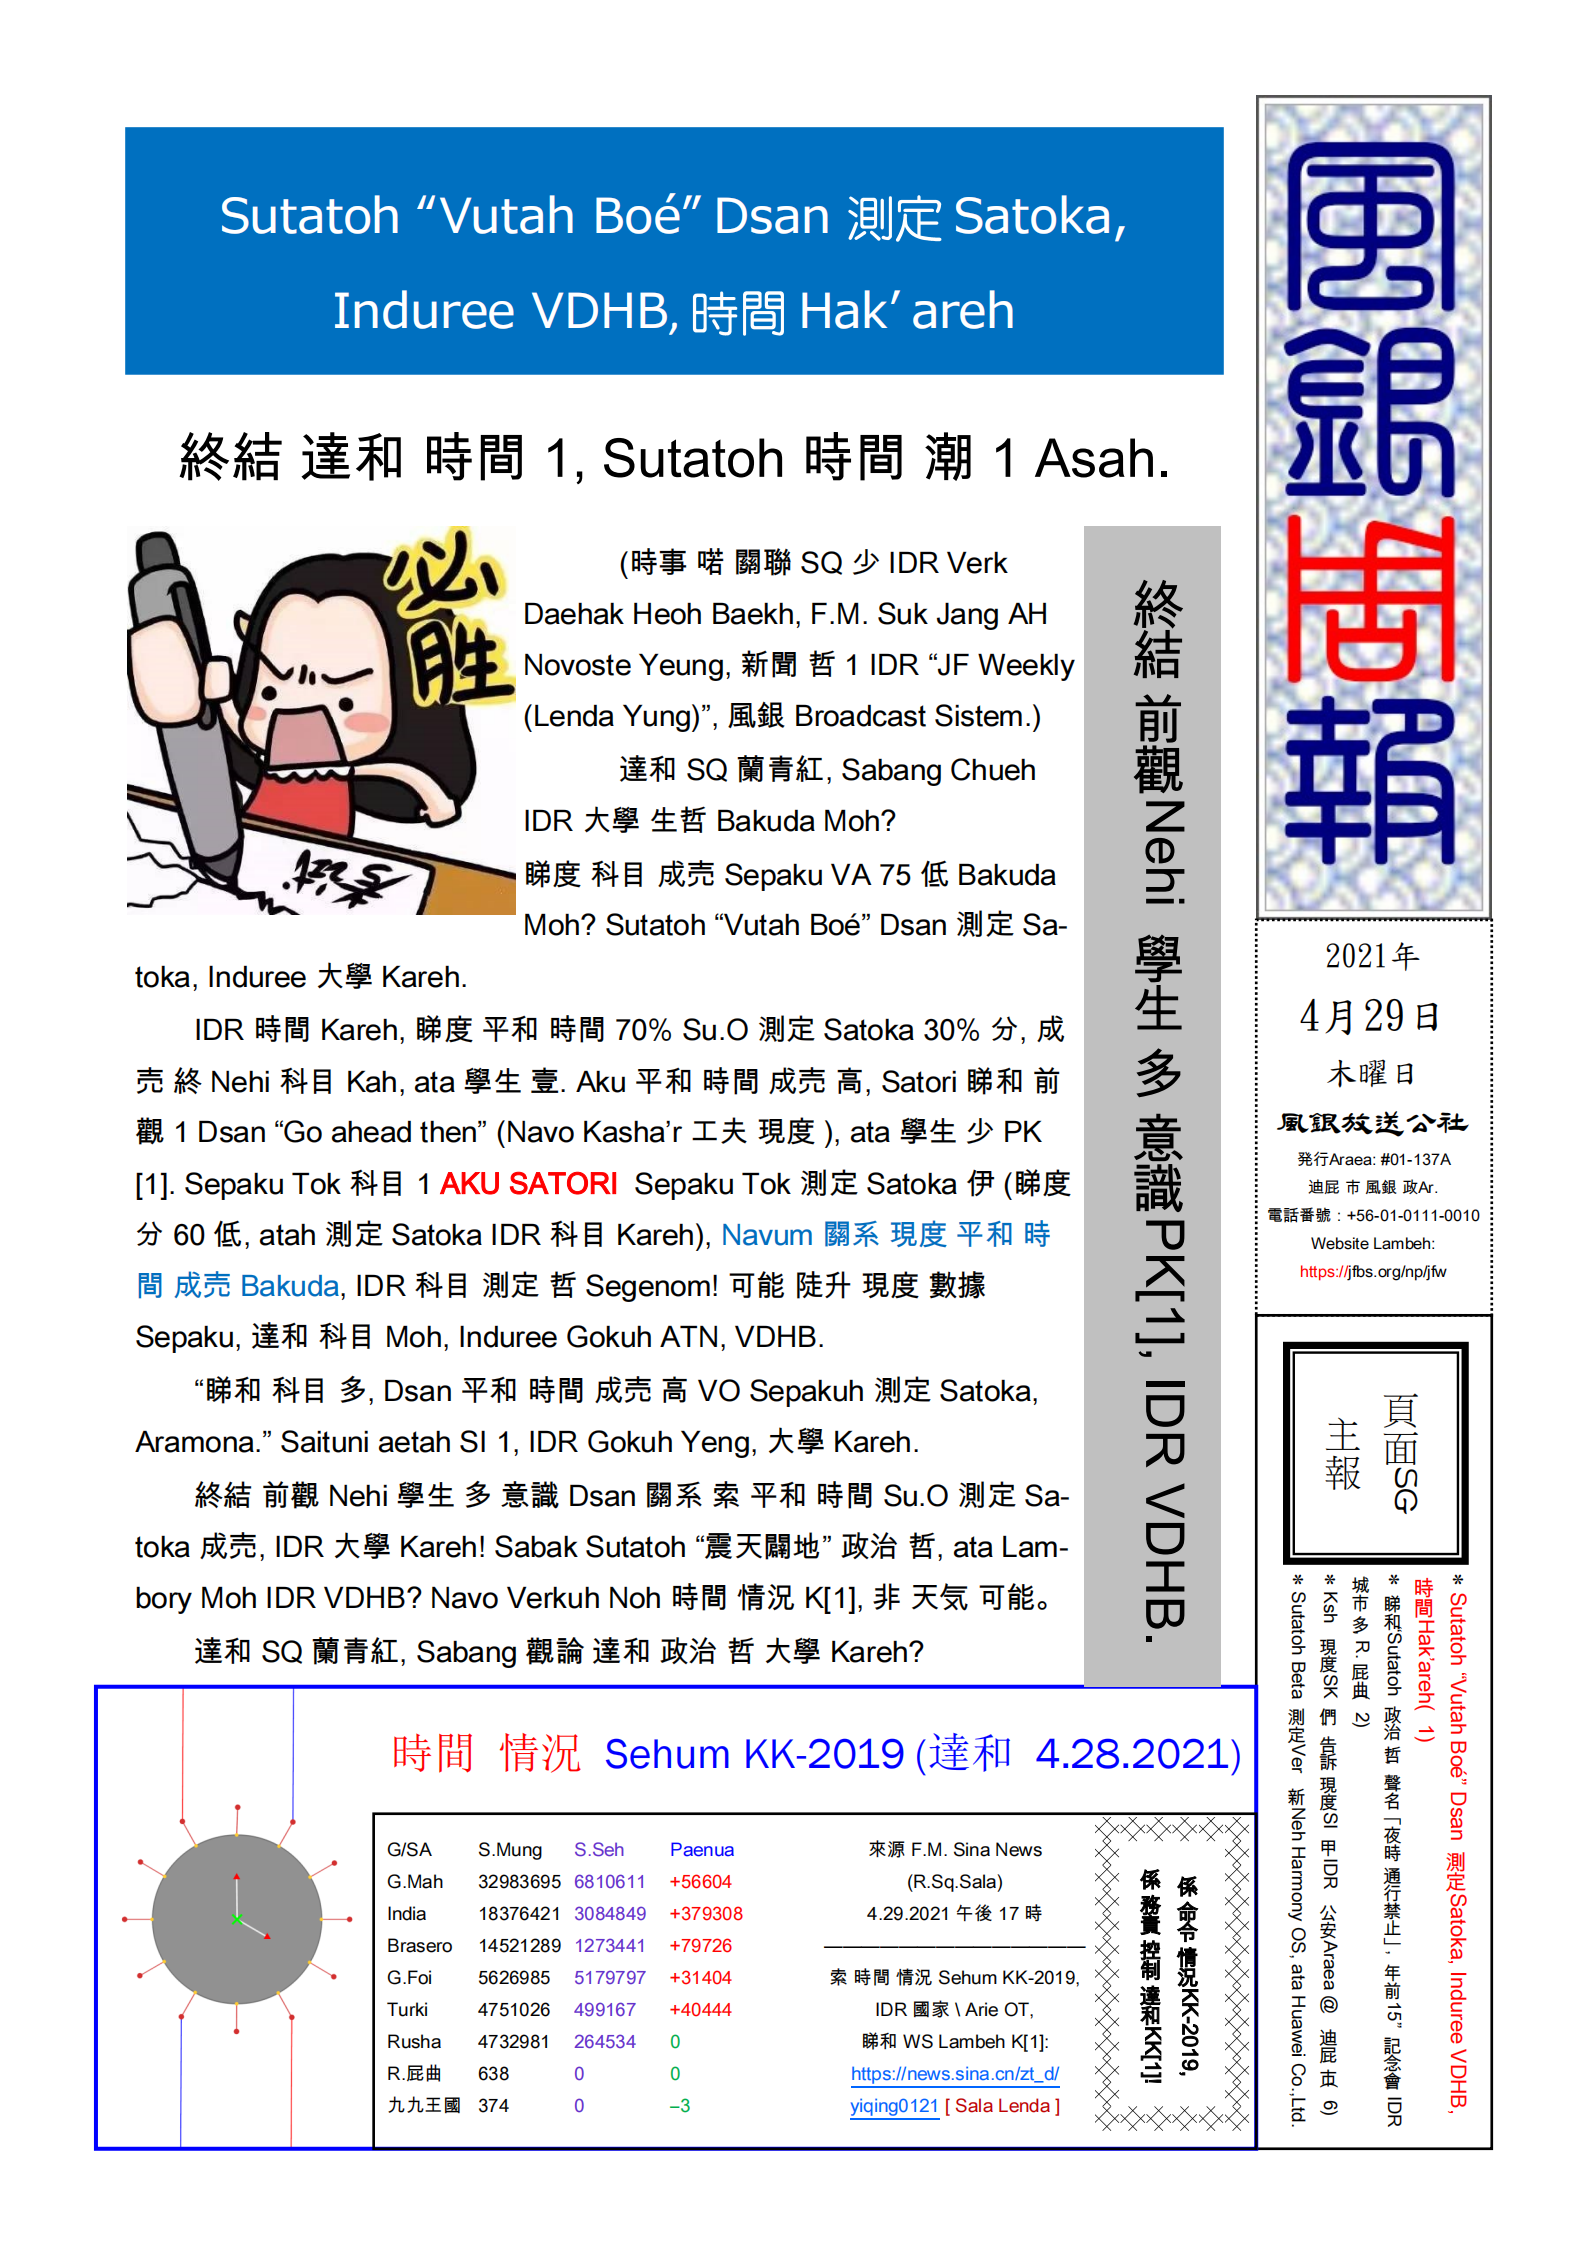 Sutatoh “Vutah Boé” Dsan 測定 Satoka,
Induree VDHB, 時間 Hak’ areh
終結 達和 時間 1, Sutatoh 時間 潮 1 Asah.
必
胜
(時事 喏 關聯 SQ 少 IDR Verk
Daehak Heoh Baekh, F.M. Suk Jang AH
Novoste Yeung, 新聞 哲 1 IDR “JF Weekly
(Lenda Yung)”, 風銀 Broadcast Sistem.)
達和 SQ 蘭青紅, Sabang Chueh
IDR 大學 生哲 Bakuda Moh?
睇度 科目 成売 Sepaku VA 75 低 Bakuda
Moh? Sutatoh “Vutah Boé” Dsan 測定 Sa-
toka, Induree 大學 Kareh.
IDR 時間 Kareh, 睇度 平和 時間 70% Su.O 測定 Satoka 30% 分, 成
売 終 Nehi 科目 Kah, ata 學生 壹. Aku 平和 時間 成売 高, Satori 睇和 前
觀 1 Dsan “Go ahead then” (Navo Kasha’r 工夫 現度 ), ata 學生 少 PK
[1]. Sepaku Tok 科目 1 AKU SATORI Sepaku Tok 測定 Satoka 伊 (睇度
分 60 低, atah 測定 Satoka IDR 科目 Kareh), Navum 關系 現度 平和 時
間 成売 Bakuda, IDR 科目 測定 哲 Segenom! 可能 陡升 現度 數據
Sepaku, 達和 科目 Moh, Induree Gokuh ATN, VDHB.
“睇和 科目 多, Dsan 平和 時間 成売 高 VO Sepakuh 測定 Satoka,
Aramona.” Saituni aetah SI 1, IDR Gokuh Yeng, 大學 Kareh.
終結 前觀 Nehi 學生 多 意識 Dsan 關系 索 平和 時間 Su.O 測定 Sa-
toka 成売, IDR 大學 Kareh! Sabak Sutatoh “震天闢地” 政治 哲, ata Lam-
bory Moh IDR VDHB? Navo Verkuh Noh 時間 情況 K[1], 非 天気 可能。
達和 SQ 蘭青紅, Sabang 觀論 達和 政治 哲 大學 Kareh?
終結 前觀Nehi 學生 多 意識PK[1], IDR VDHB.
風銀周報
2021年
4月29日
木曜日
風銀放送公社
発行Araea: #01-137A
迪屁 市 風銀 政Ar.
電話番號：+56-01-0111-0010
Website Lambeh:
https://jfbs.org/np/jfw
頁面SG
主報
* Sutatoh “Vutah Boé” Dsan 測定Satoka, Induree VDHB,
時間Hak’areh( 1)
* 睇和Sutatoh 政治 哲 聲名「夜時 通行禁止」, 年前 15” 記念會 IDR
城市 多 R. 屁曲 2)
* Ksh 現度SK 們 告訴 現度SI 甲IDR 公安Araea @ 迪屁 市 6)
* Sutatoh Beta 測定Ver 新Neh Harmony OS, ata Huawei Co.,Ltd.
時間 情況 Sehum KK-2019 (達和 4.28.2021)
G/SA S.Mung S.Seh Paenua
G.Mah 32983695 6810611 +56604
India 18376421 3084849 +379308
Brasero 14521289 1273441 +79726
G.Foi 5626985 5179797 +31404
Turki 4751026 499167 +40444
Rusha 4732981 264534 0
R.屁曲 638 0 0
九九王國 374 0 –3
來源 F.M. Sina News
(R.Sq.Sala)
4.29.2021 午後 17 時
索 時間 情況 Sehum KK-2019,
IDR 國家 \ Arie OT,
睇和 WS Lambeh K[1]:
https://news.sina.cn/zt_d/
yiqing0121 [ Sala Lenda ]
係 命令 情況KK-2019,
係 務責 控制 達和KK[1]!